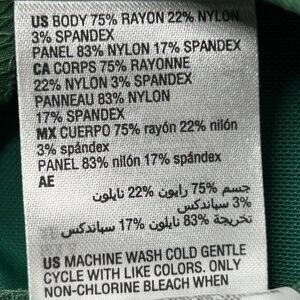 US BODY 75% RAYON 22% NYLON
3% SPANDEX
PANEL 83% NYLON 17% SPANDEX
CA CORPS 75% RAYONNE
22% NYLON 3% SPANDEX
PANNEAU 83% NYLON
17% SPANDEX
MX CUERPO 75% rayón 22% nilón
3% spándex
PANEL 83% nilón 17% spándex
AE
جسم 75% رايون 22% نايلون
3% سباندكس
تخريجة 83% نايلون 17% سباندكس
US MACHINE WASH COLD GENTLE
CYCLE WITH LIKE COLORS. ONLY
NON-CHLORINE BLEACH WHEN